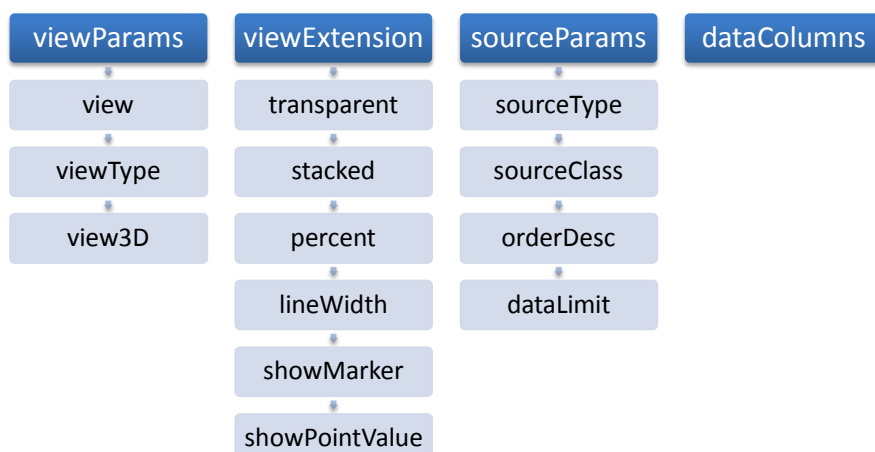 viewParams
view
viewType
view3D
viewExtension
transparent
stacked
percent
lineWidth
showMarker
showPointValue
sourceParams
sourceType
sourceClass
orderDesc
dataLimit
dataColumns